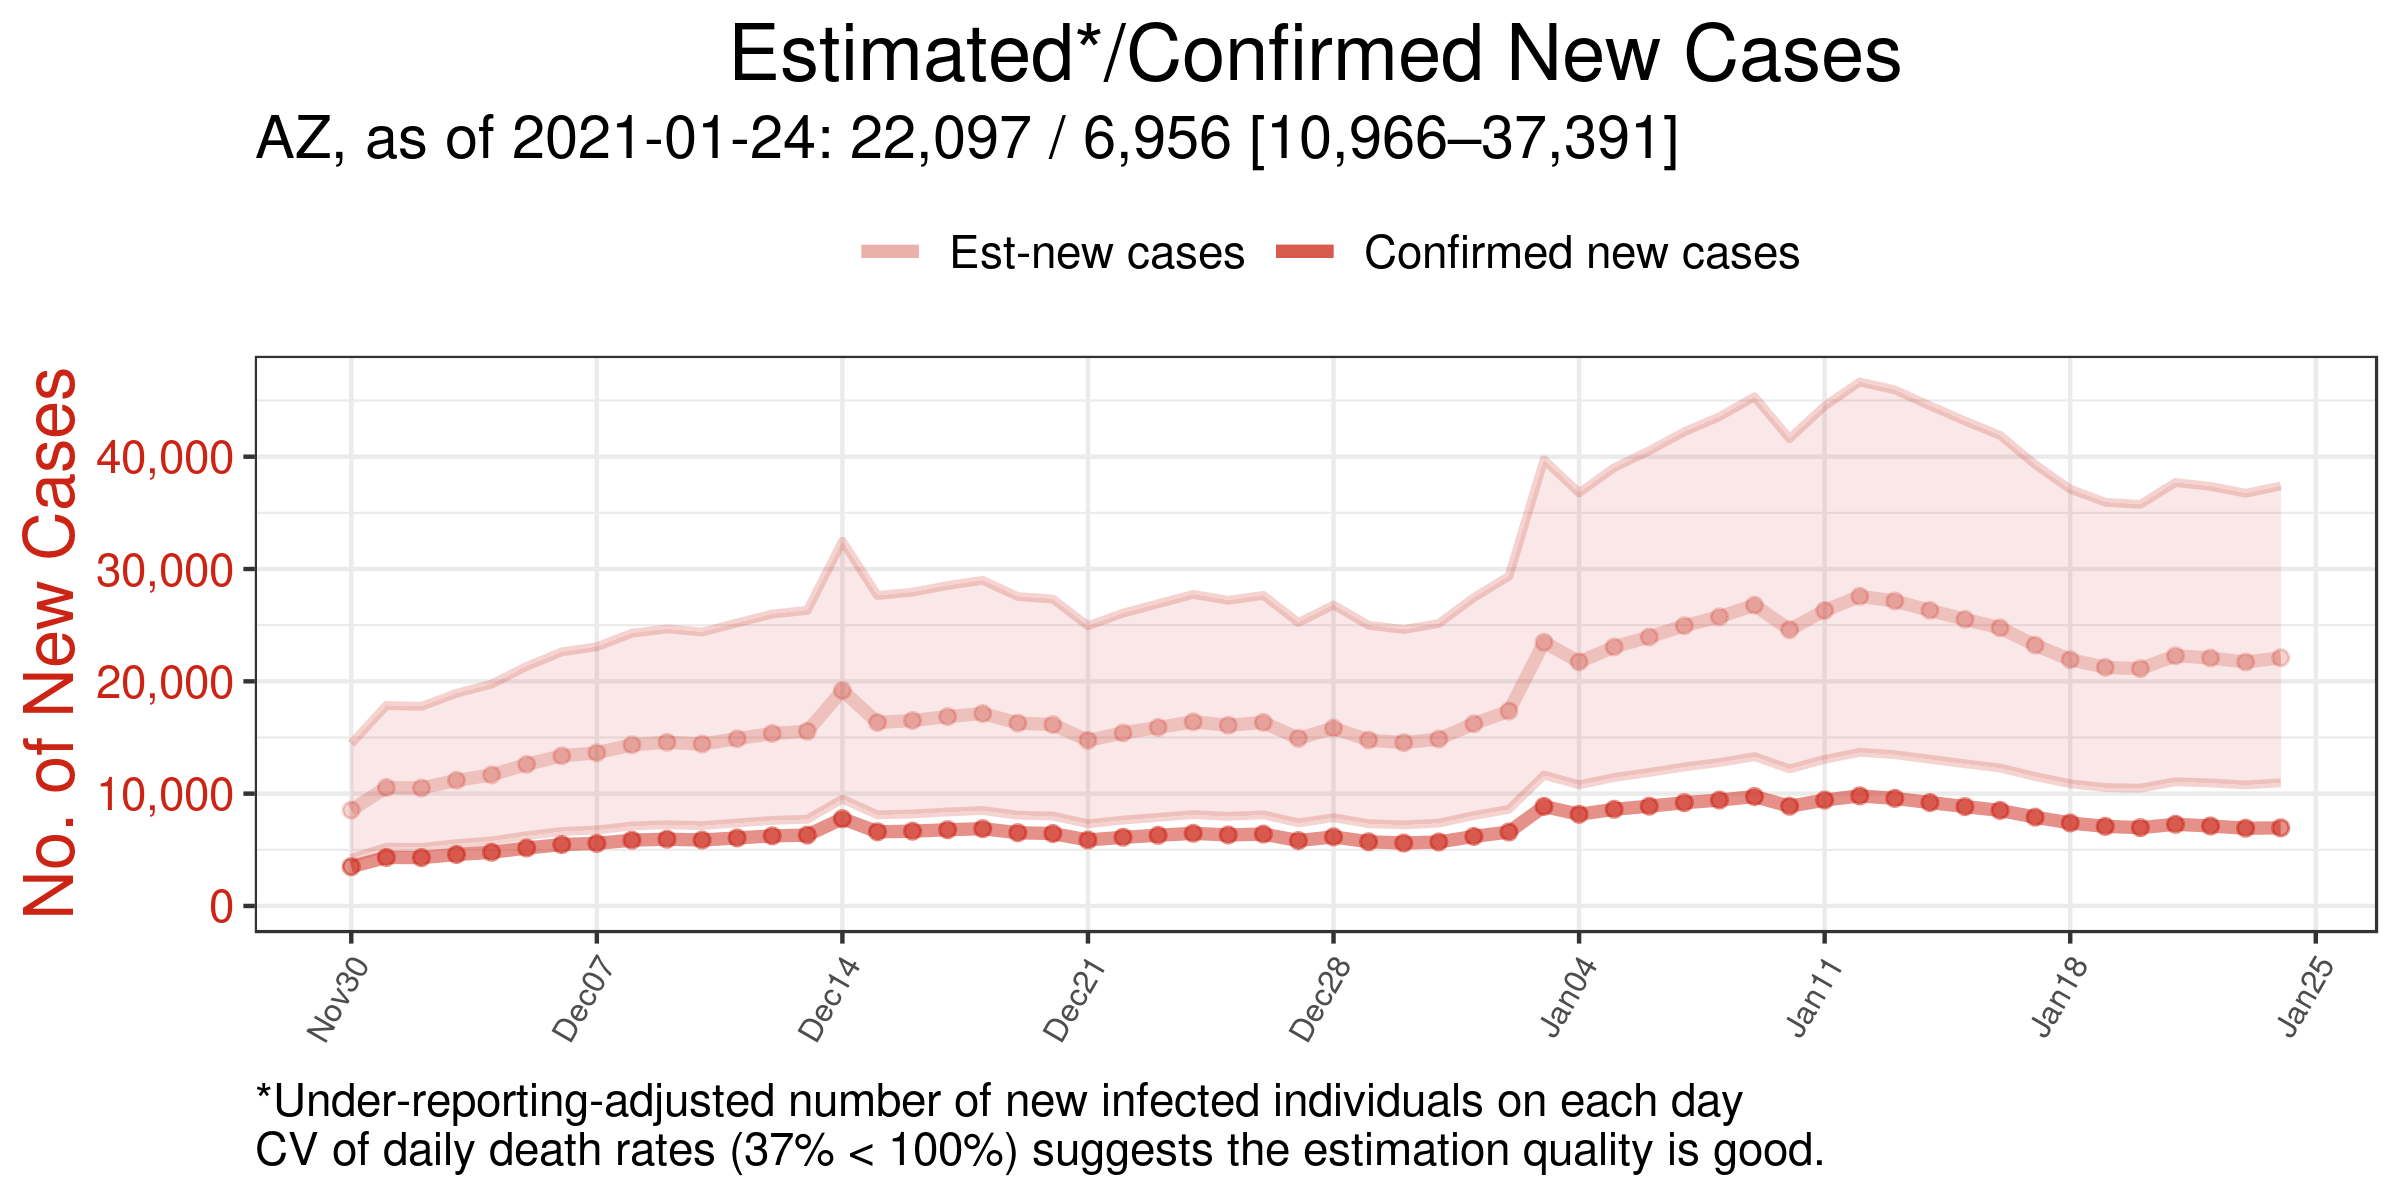 Estimated*/Confirmed New Cases
AZ, as of 2021-01-24: 22,097 / 6,956 [10,966–37,391]
Est-new cases
Confirmed new cases
No. of New Cases
40,000
30,000
20,000
10,000
0
Nov30
Dec07
Dec14
Dec21
Dec28
Jan04
Jan11
Jan18
Jan25
*Under-reporting-adjusted number of new infected individuals on each day
CV of daily death rates (37% < 100%) suggests the estimation quality is good.